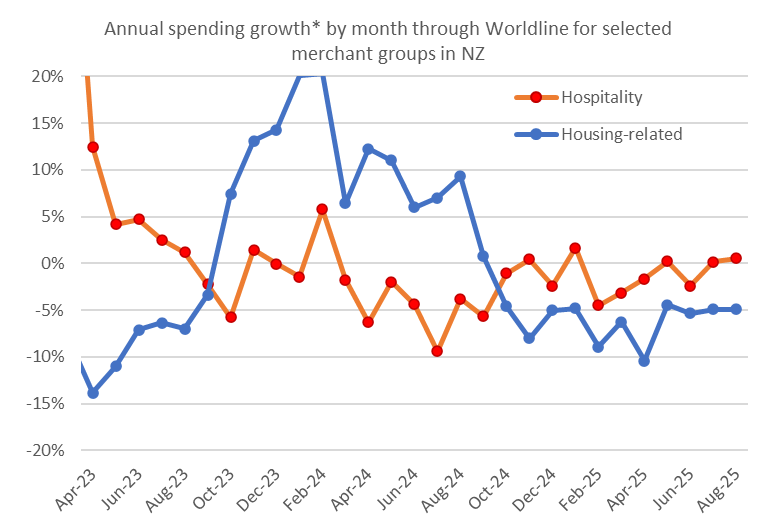 Annual spending growth* by month through Worldline for selected
merchant groups in NZ
20%
15%
10%
5%
0%
-5%
-10%
-15%
-20%
Hospitality
Housing-related
Apr-23
Jun-23
Aug-23
Oct-23
Dec-23
Feb-24
Apr-24
Jun-24
Aug-24
Oct-24
Dec-24
Feb-25
Apr-25
Jun-25
Aug-25